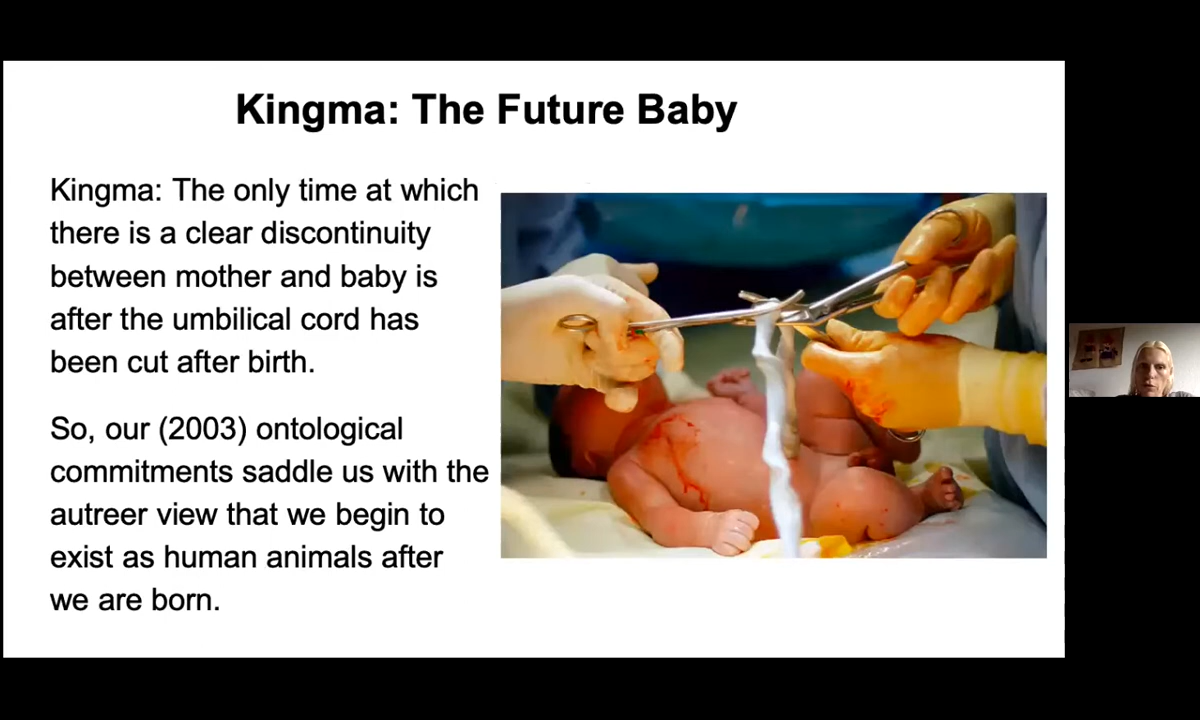 Kingma: The Future Baby
Kingma: The only time at which
there is a clear discontinuity
between mother and baby is
after the umbilical cord has
been cut after birth.
So, our (2003) ontological
commitments saddle us with the
autreer view that we begin to
exist as human animals after
we are born.